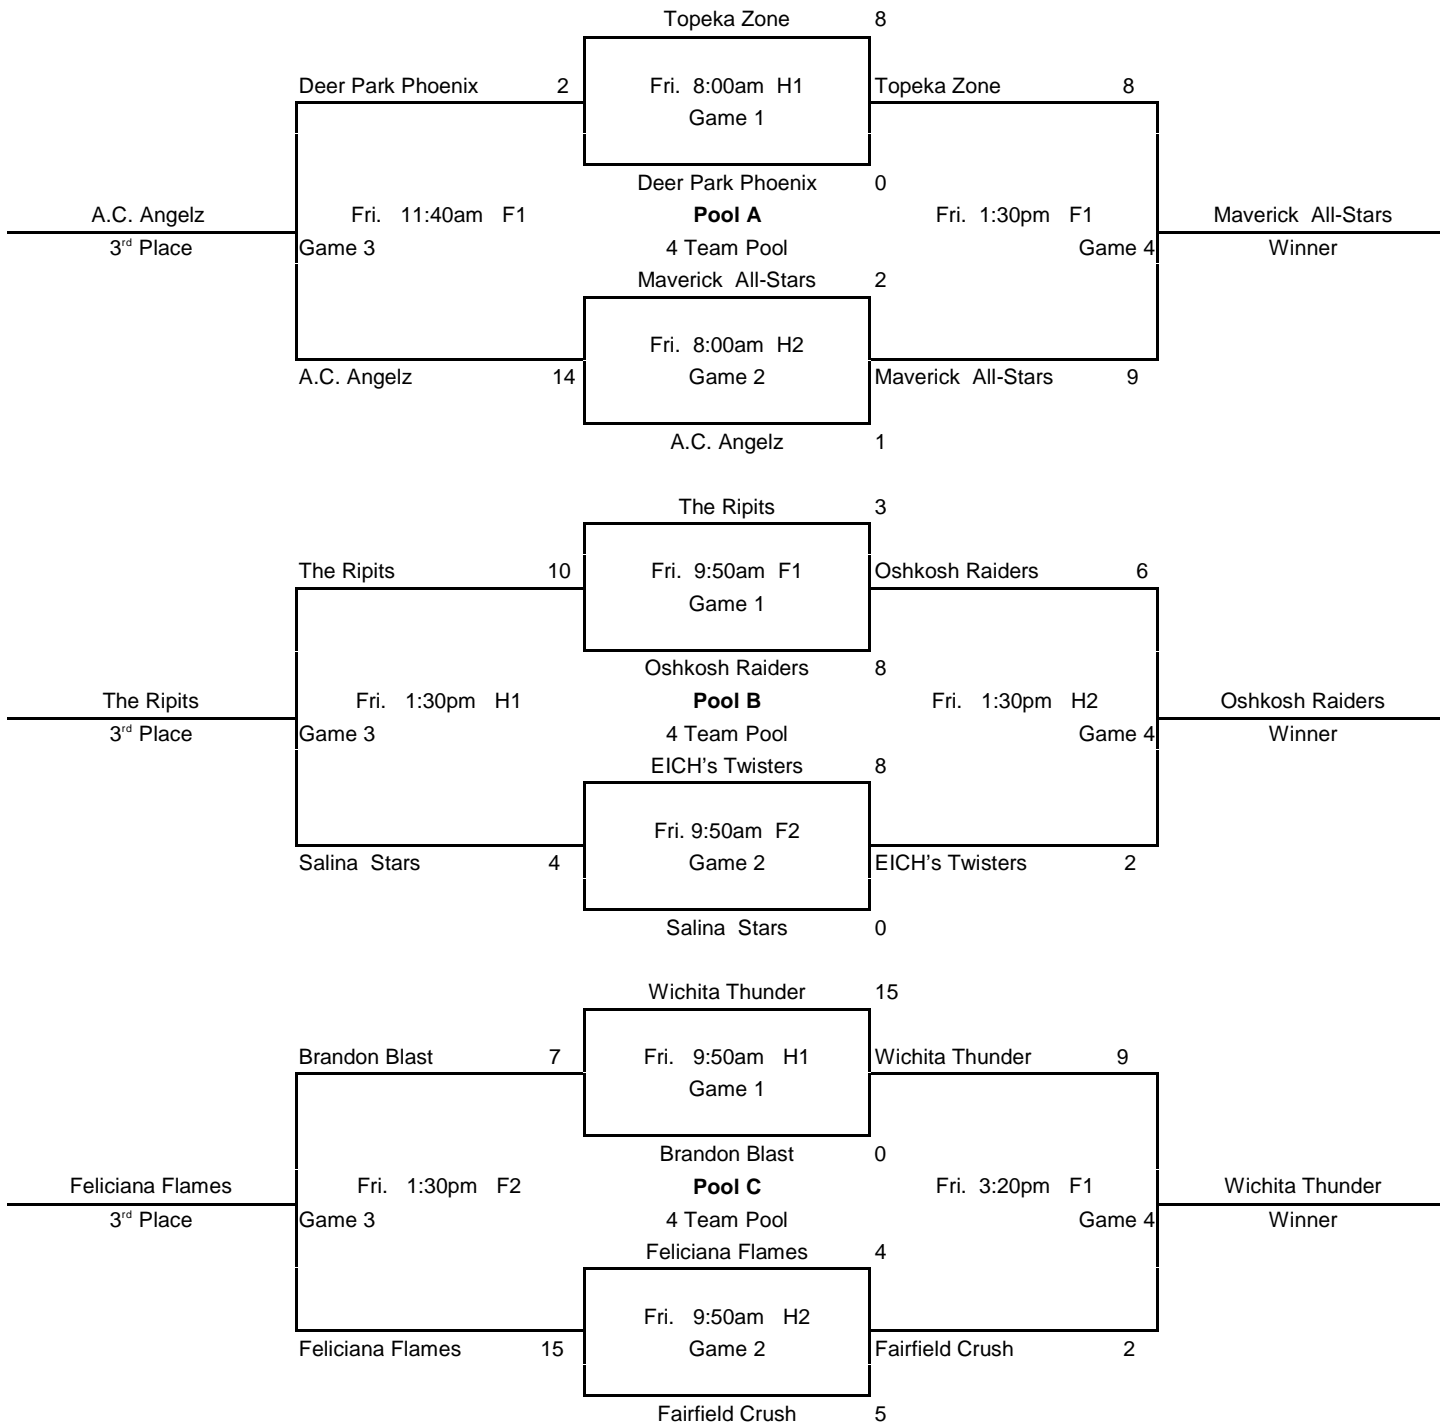 Topeka Zone 8
Deer Park Phoenix 2 Fri. 8:00am H1 Topeka Zone 8
Game 1
Deer Park Phoenix 0
A.C. Angelz Fri. 11:40am F1 Pool A Fri. 1:30pm F1 Maverick All-Stars
3rd Place Game 3 4 Team Pool Game 4 Winner
Maverick All-Stars 2
Fri. 8:00am H2
A.C. Angelz 14 Game 2 Maverick All-Stars 9
A.C. Angelz 1
The Ripits 3
The Ripits 10 Fri. 9:50am F1 Oshkosh Raiders 6
Game 1
Oshkosh Raiders 8
The Ripits Fri. 1:30pm H1 Pool B Fri. 1:30pm H2 Oshkosh Raiders
3rd Place Game 3 4 Team Pool Game 4 Winner
EICH's Twisters 8
Fri. 9:50am F2
Salina Stars 4 Game 2 EICH's Twisters 2
Salina Stars 0
Wichita Thunder 15
Brandon Blast 7 Fri. 9:50am H1 Wichita Thunder 9
Game 1
Brandon Blast 0
Feliciana Flames Fri. 1:30pm F2 Pool C Fri. 3:20pm F1 Wichita Thunder
3rd Place Game 3 4 Team Pool Game 4 Winner
Feliciana Flames 4
Fri. 9:50am H2
Feliciana Flames 15 Game 2 Fairfield Crush 2
Fairfield Crush 5